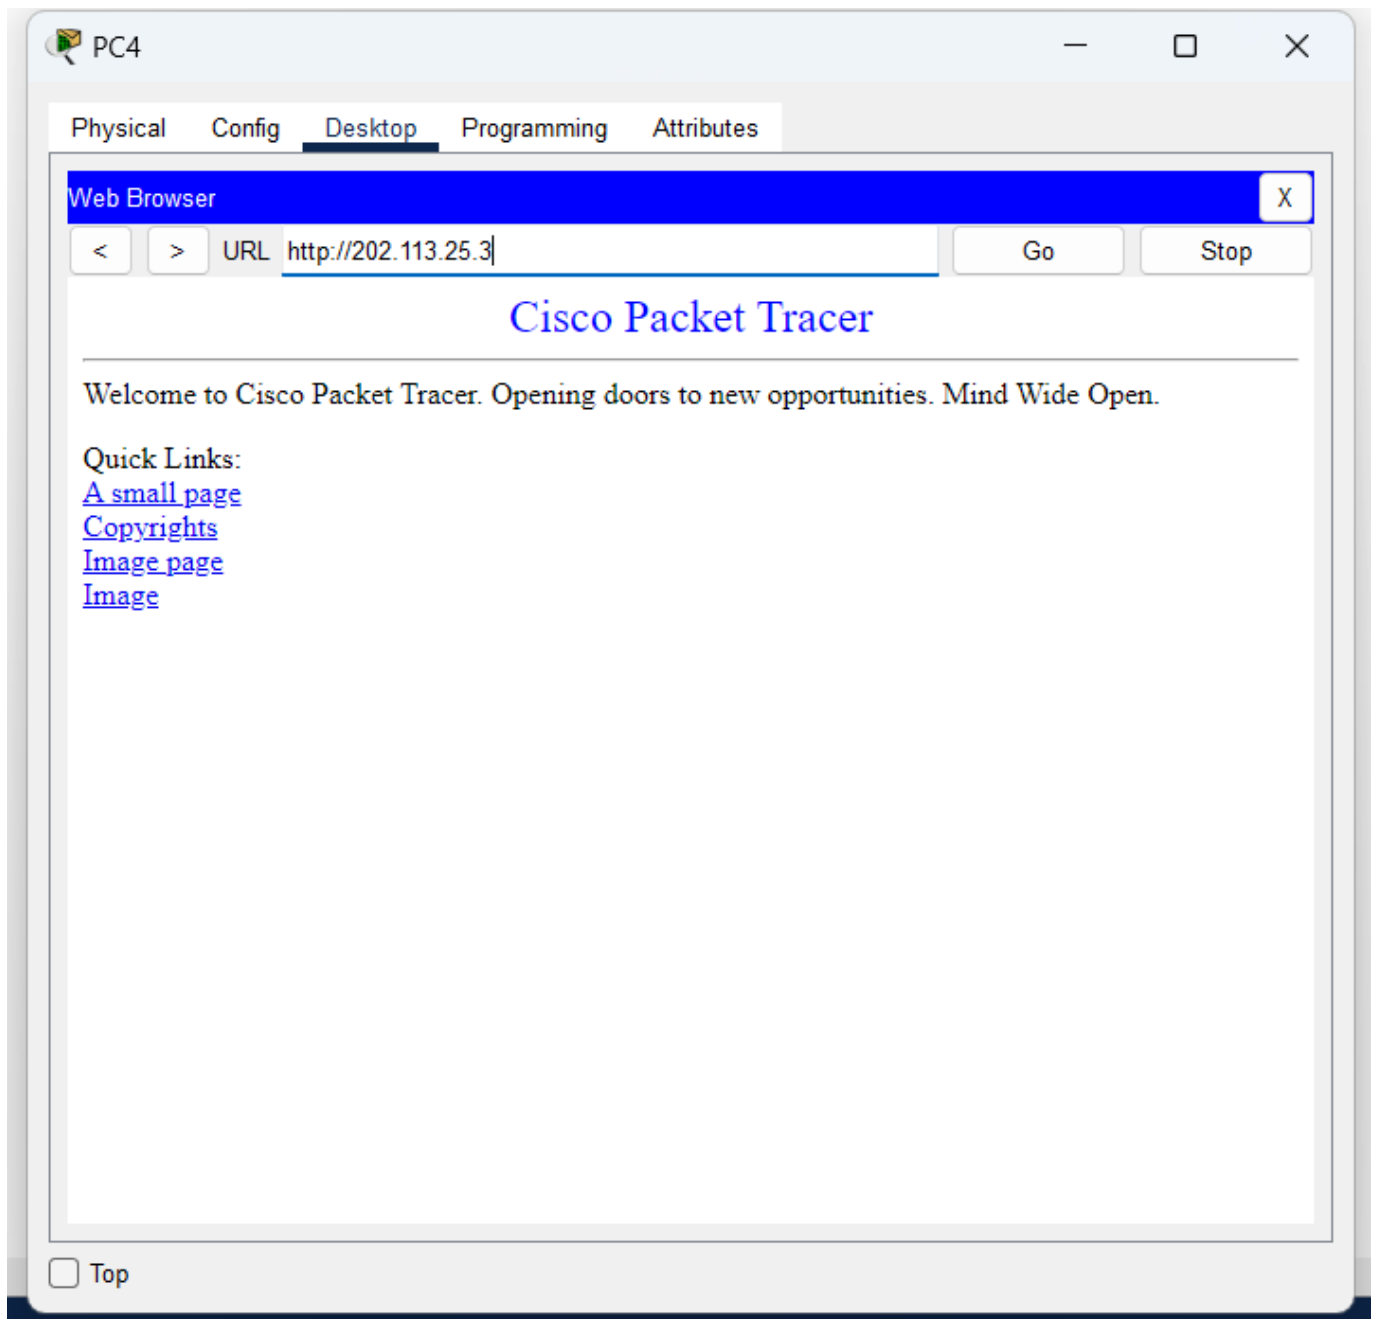 PC4
Physical Config Desktop Programming Attributes
Web Browser X
< > URL http://202.113.25.3 Go Stop
Cisco Packet Tracer
Welcome to Cisco Packet Tracer. Opening doors to new opportunities. Mind Wide Open.
Quick Links:
A small page
Copyrights
Image page
Image
Top